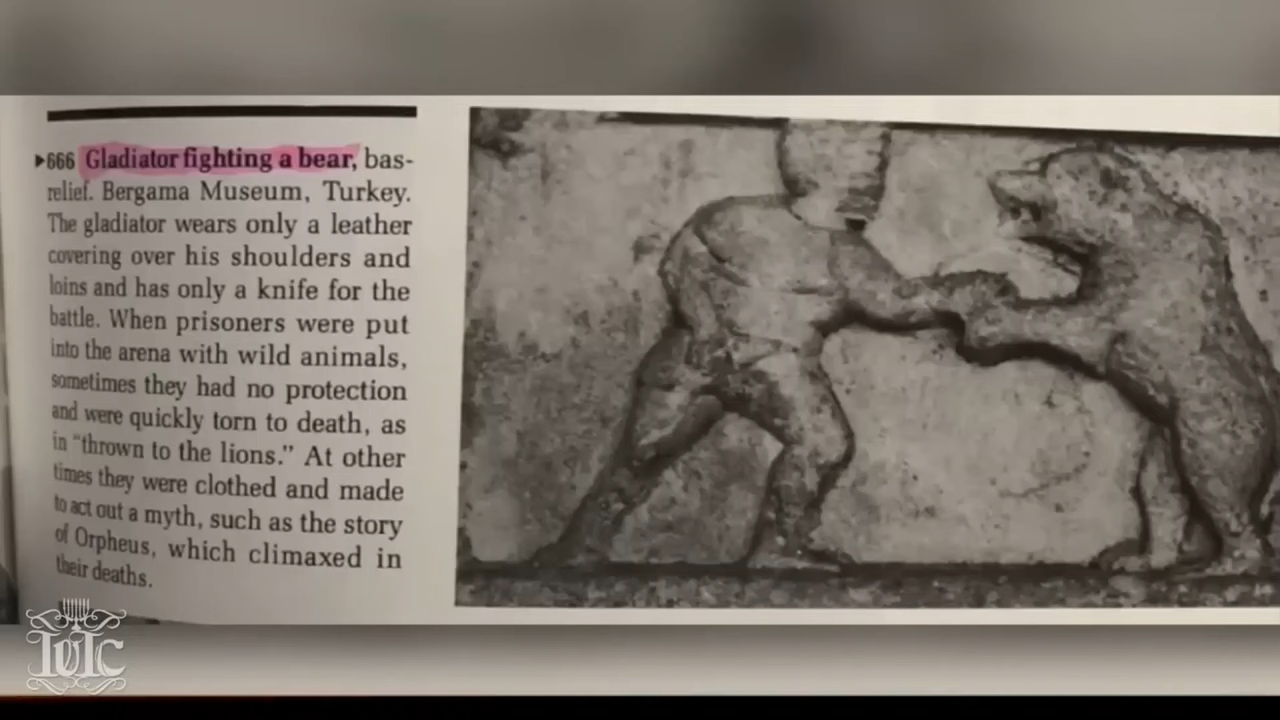 ▸666 Gladiator fighting a bear, bas-
relief. Bergama Museum, Turkey.
The gladiator wears only a leather
covering over his shoulders and
loins and has only a knife for the
battle. When prisoners were put
into the arena with wild animals,
sometimes they had no protection
and were quickly torn to death, as
in “thrown to the lions.” At other
times they were clothed and made
to act out a myth, such as the story
of Orpheus, which climaxed in
their deaths.
IUIC